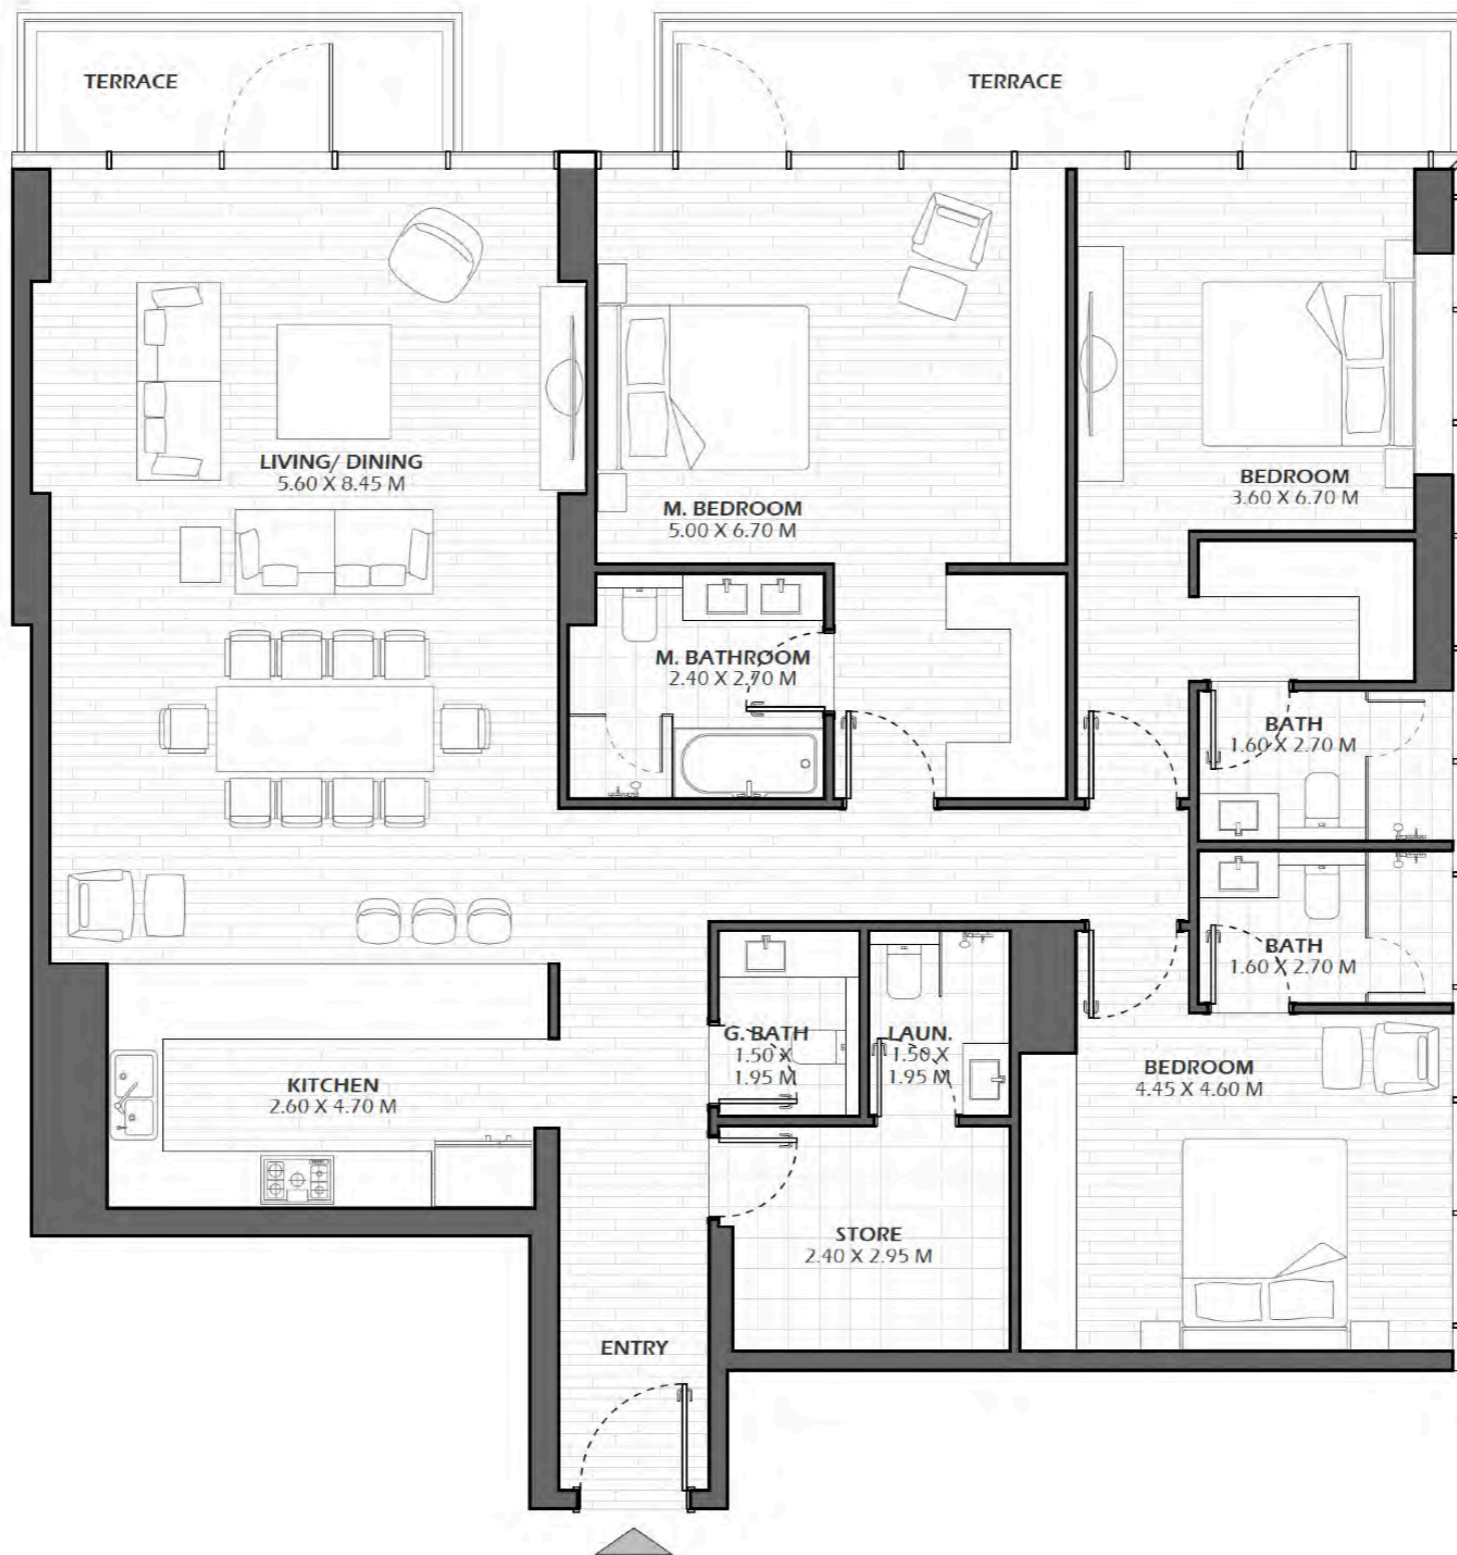 TERRACE
TERRACE
LIVING/ DINING
5.60 X 8.45 M
M. BEDROOM
5.00 X 6.70 M
BEDROOM
3.60 X 6.70 M
M. BATHROOM
2.40 X 2.70 M
BATH
1.60 X 2.70 M
BATH
1.60 X 2.70 M
G. BATH
1.50 X
1.95 M
LAUN.
1.50 X
1.95 M
KITCHEN
2.60 X 4.70 M
BEDROOM
4.45 X 4.60 M
STORE
2.40 X 2.95 M
ENTRY